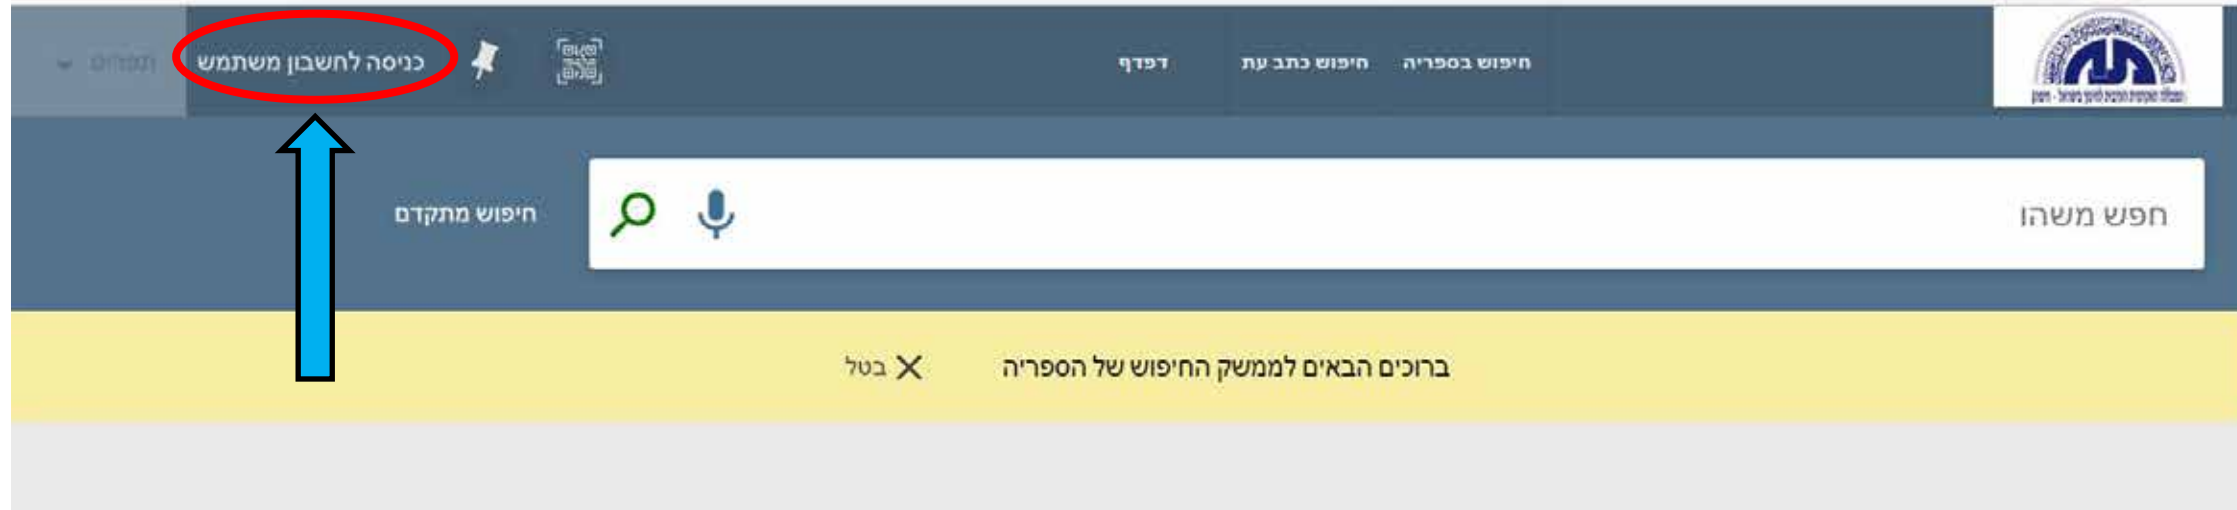 חיפוש בספריה
חיפוש כתב עת
דפדף
כניסה לחשבון משתמש
תפריט
חפש משהו
חיפוש מתקדם
ברוכים הבאים לממשק החיפוש של הספריה
בטל